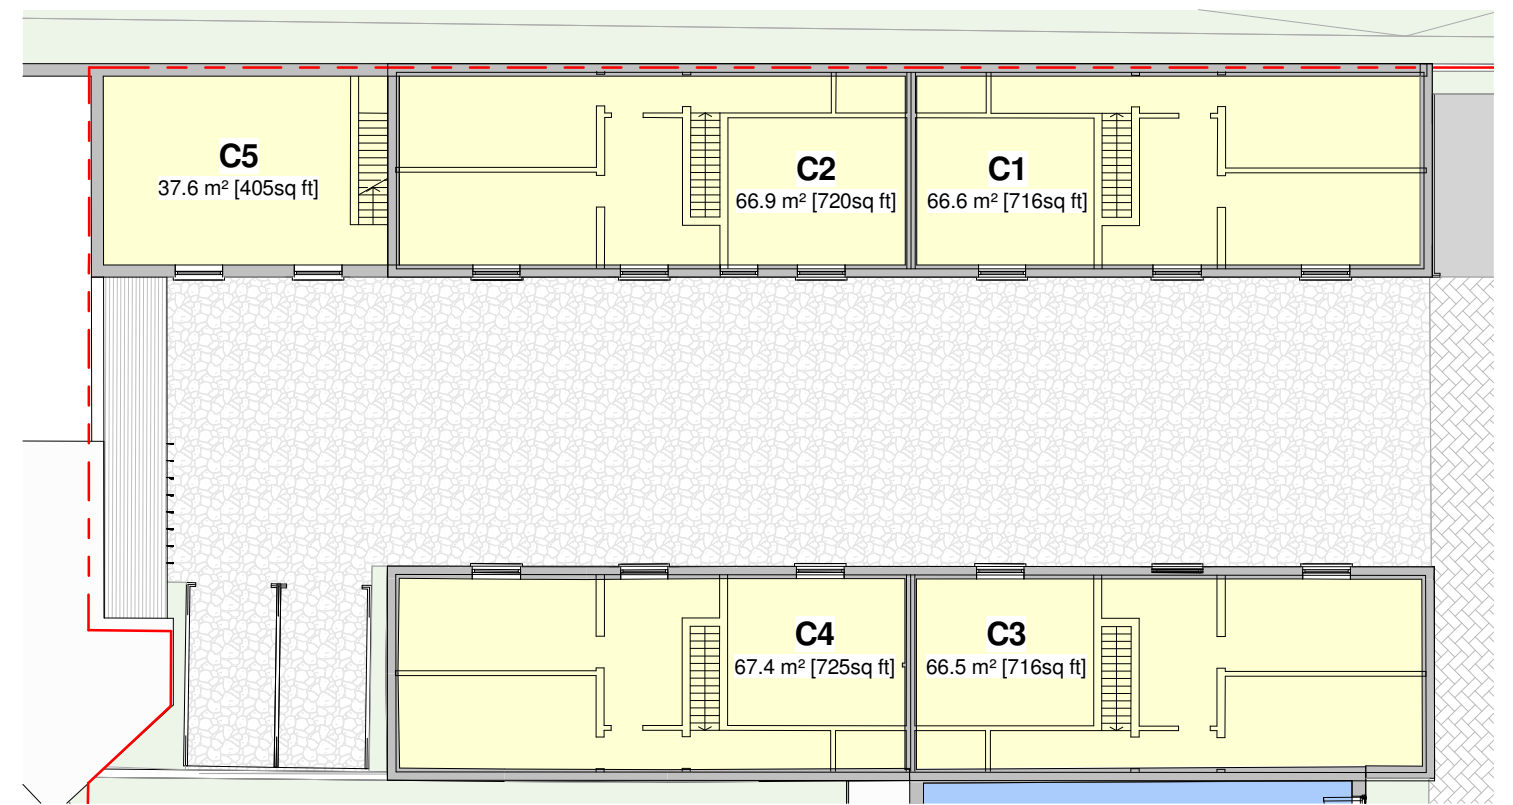 C5
37.6 m² [405sq ft]
C2
66.9 m² [720sq ft]
C1
66.6 m² [716sq ft]
C4
67.4 m² [725sq ft]
C3
66.5 m² [716sq ft]